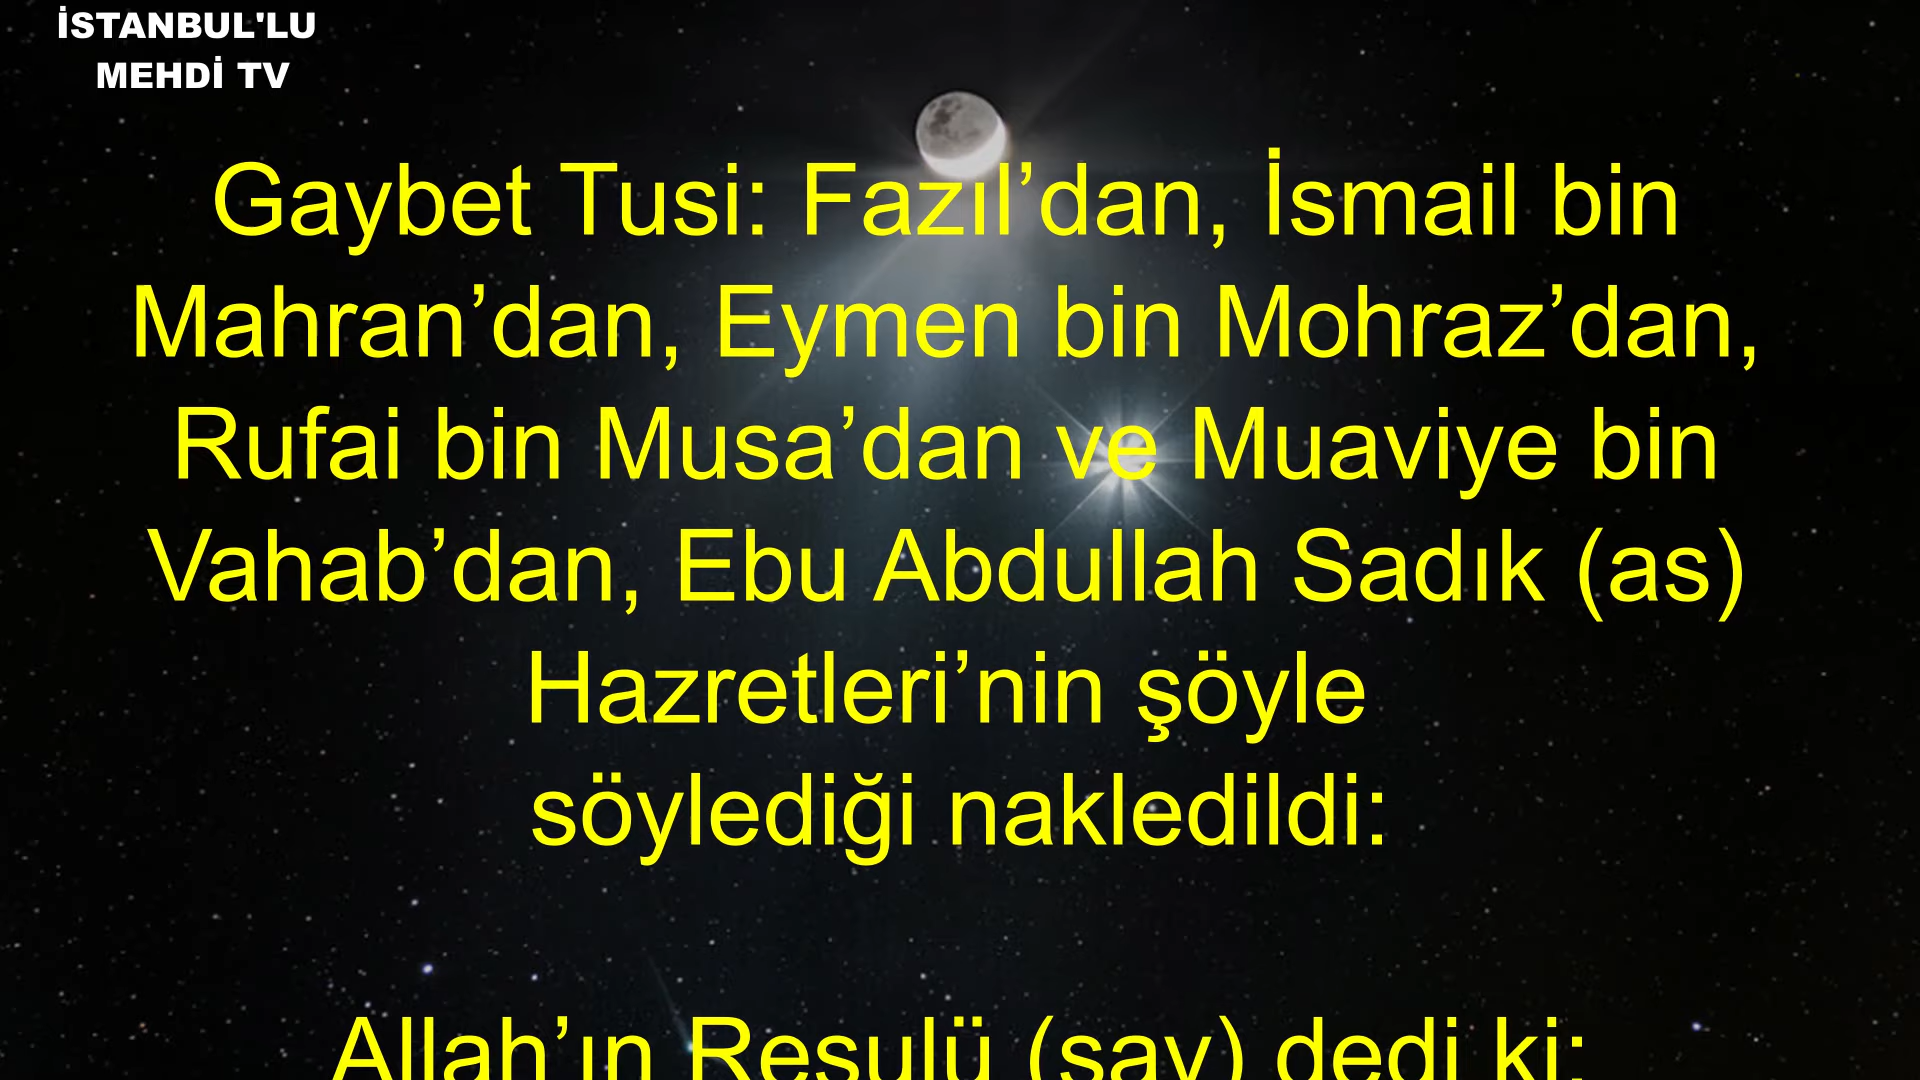 İSTANBUL'LU
MEHDİ TV
Gaybet Tusi: Fazıl’dan, İsmail bin
Mahran’dan, Eymen bin Mohraz’dan,
Rufai bin Musa’dan ve Muaviye bin
Vahab’dan, Ebu Abdullah Sadık (as)
Hazretleri’nin şöyle
söylediği nakledildi:
Allah’ın Resulü (sav) dedi ki: